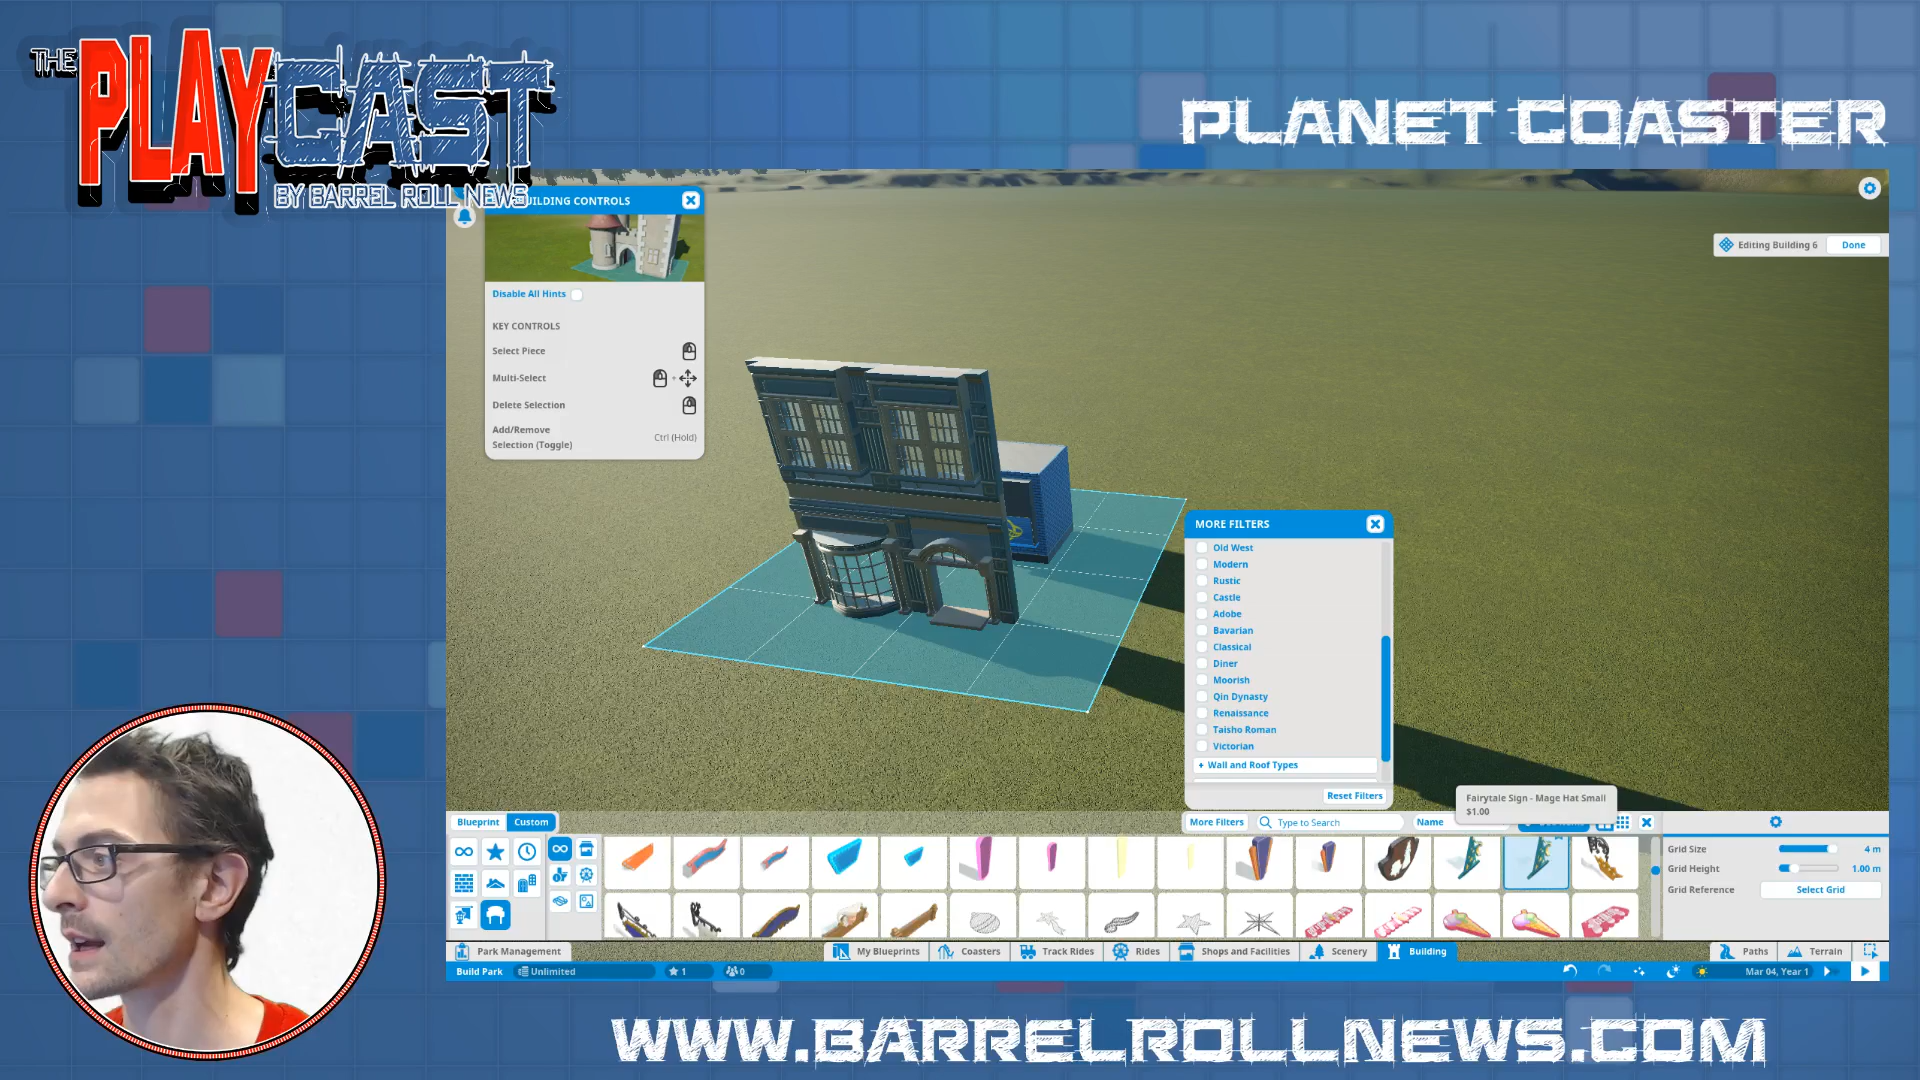 THE PLAYCAST
BY BARREL ROLL NEWS
PLANET COASTER
BUILDING CONTROLS
Editing Building 6
Done
Disable All Hints
KEY CONTROLS
Select Piece
Multi-Select
+
Delete Selection
Add/Remove
Selection (Toggle)
Ctrl (Hold)
MORE FILTERS
Old West
Modern
Rustic
Castle
Adobe
Bavarian
Classical
Diner
Moorish
Qin Dynasty
Renaissance
Taisho Roman
Victorian
+ Wall and Roof Types
Reset Filters
Fairytale Sign - Mage Hat Small
$1.00
Blueprint
Custom
More Filters
Type to Search
Name
Grid Size
4 m
Grid Height
1.00 m
Grid Reference
Select Grid
Park Management
My Blueprints
Coasters
Track Rides
Rides
Shops and Facilities
Scenery
Building
Paths
Terrain
Build Park
Unlimited
1
0
Mar 04, Year 1
WWW.BARRELROLLNEWS.COM